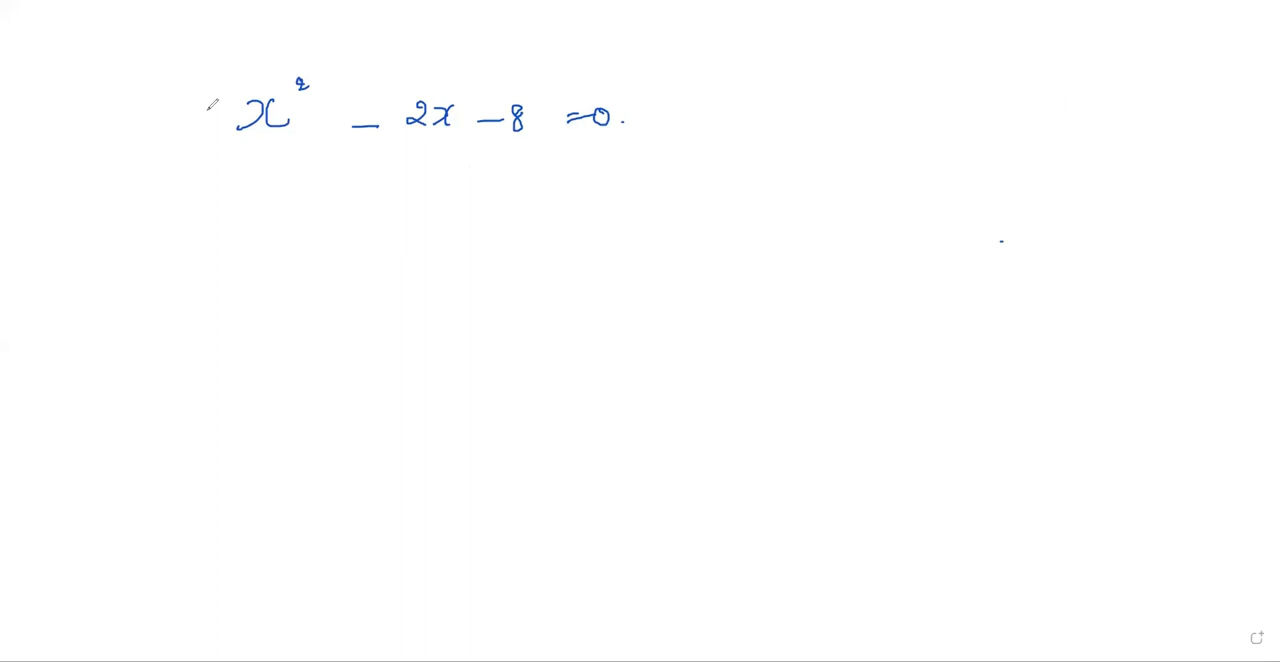 x² - 2x - 8 = 0.